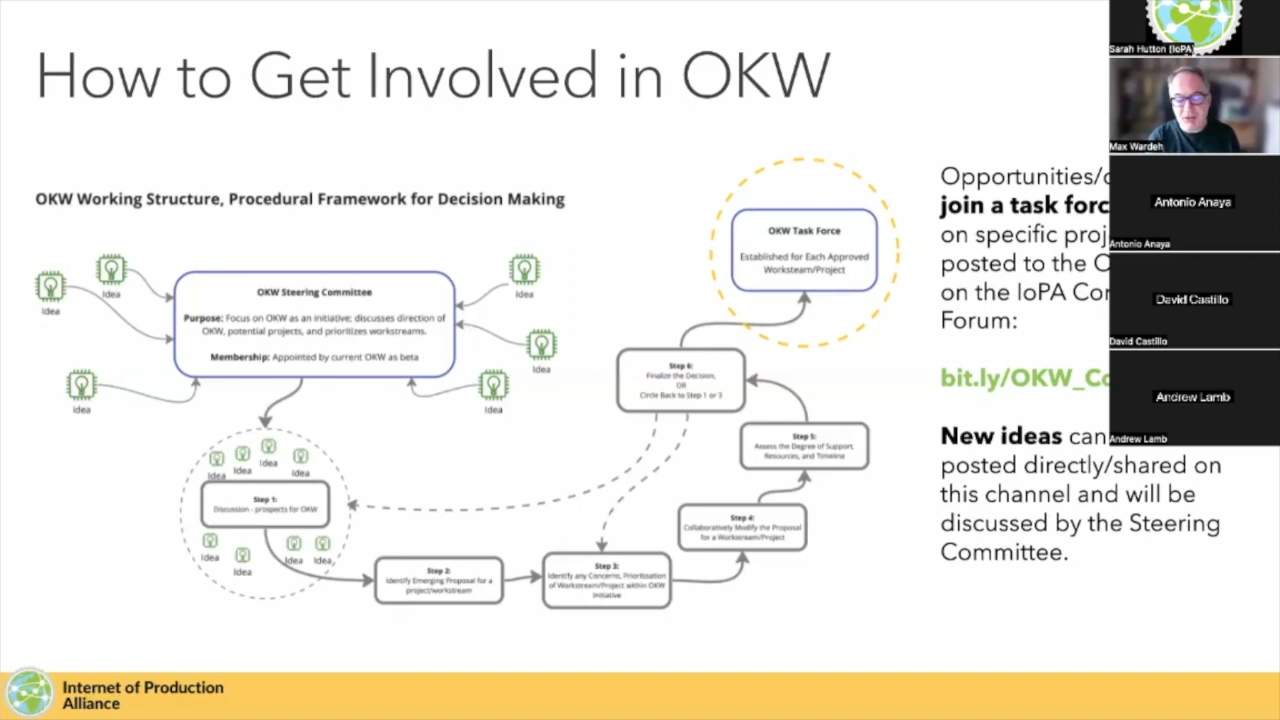 How to Get Involved in OKW
OKW Working Structure, Procedural Framework for Decision Making
Idea
Idea
Idea
Idea
Idea
Idea
OKW Steering Committee
Purpose: Focus on OKW as an initiative; discusses direction of
OKW, potential projects, and prioritizes workstreams.
Membership: Appointed by current OKW as beta
Idea
Idea
Idea
Idea
Step 1:
Discussion - prospects for OKW
Idea
Idea
Idea
Idea
Step 2:
Identify Emerging Proposal for a
project/workstream
Step 3:
Identify any Concerns, Prioritisation
of Workstream/Project within OKW
Initiative
Step 4:
Collaboratively Modify the Proposal
for a Workstream/Project
Step 5:
Assess the Degree of Support,
Resources, and Timeline
Step 6:
Finalize the Decision,
OR
Circle Back to Step 1 or 3
OKW Task Force
Established for Each Approved
Worksteam/Project
Opportunities/
join a task forc
on specific proj
posted to the
on the IoPA Co
Forum:
bit.ly/OKW_Co
New ideas can
posted directly/shared on
this channel and will be
discussed by the Steering
Committee.
Sarah Hutton (IoPA)
Max Wardeh
Antonio Anaya
Antonio Anaya
David Castillo
David Castillo
Andrew Lamb
Andrew Lamb
Internet of Production
Alliance